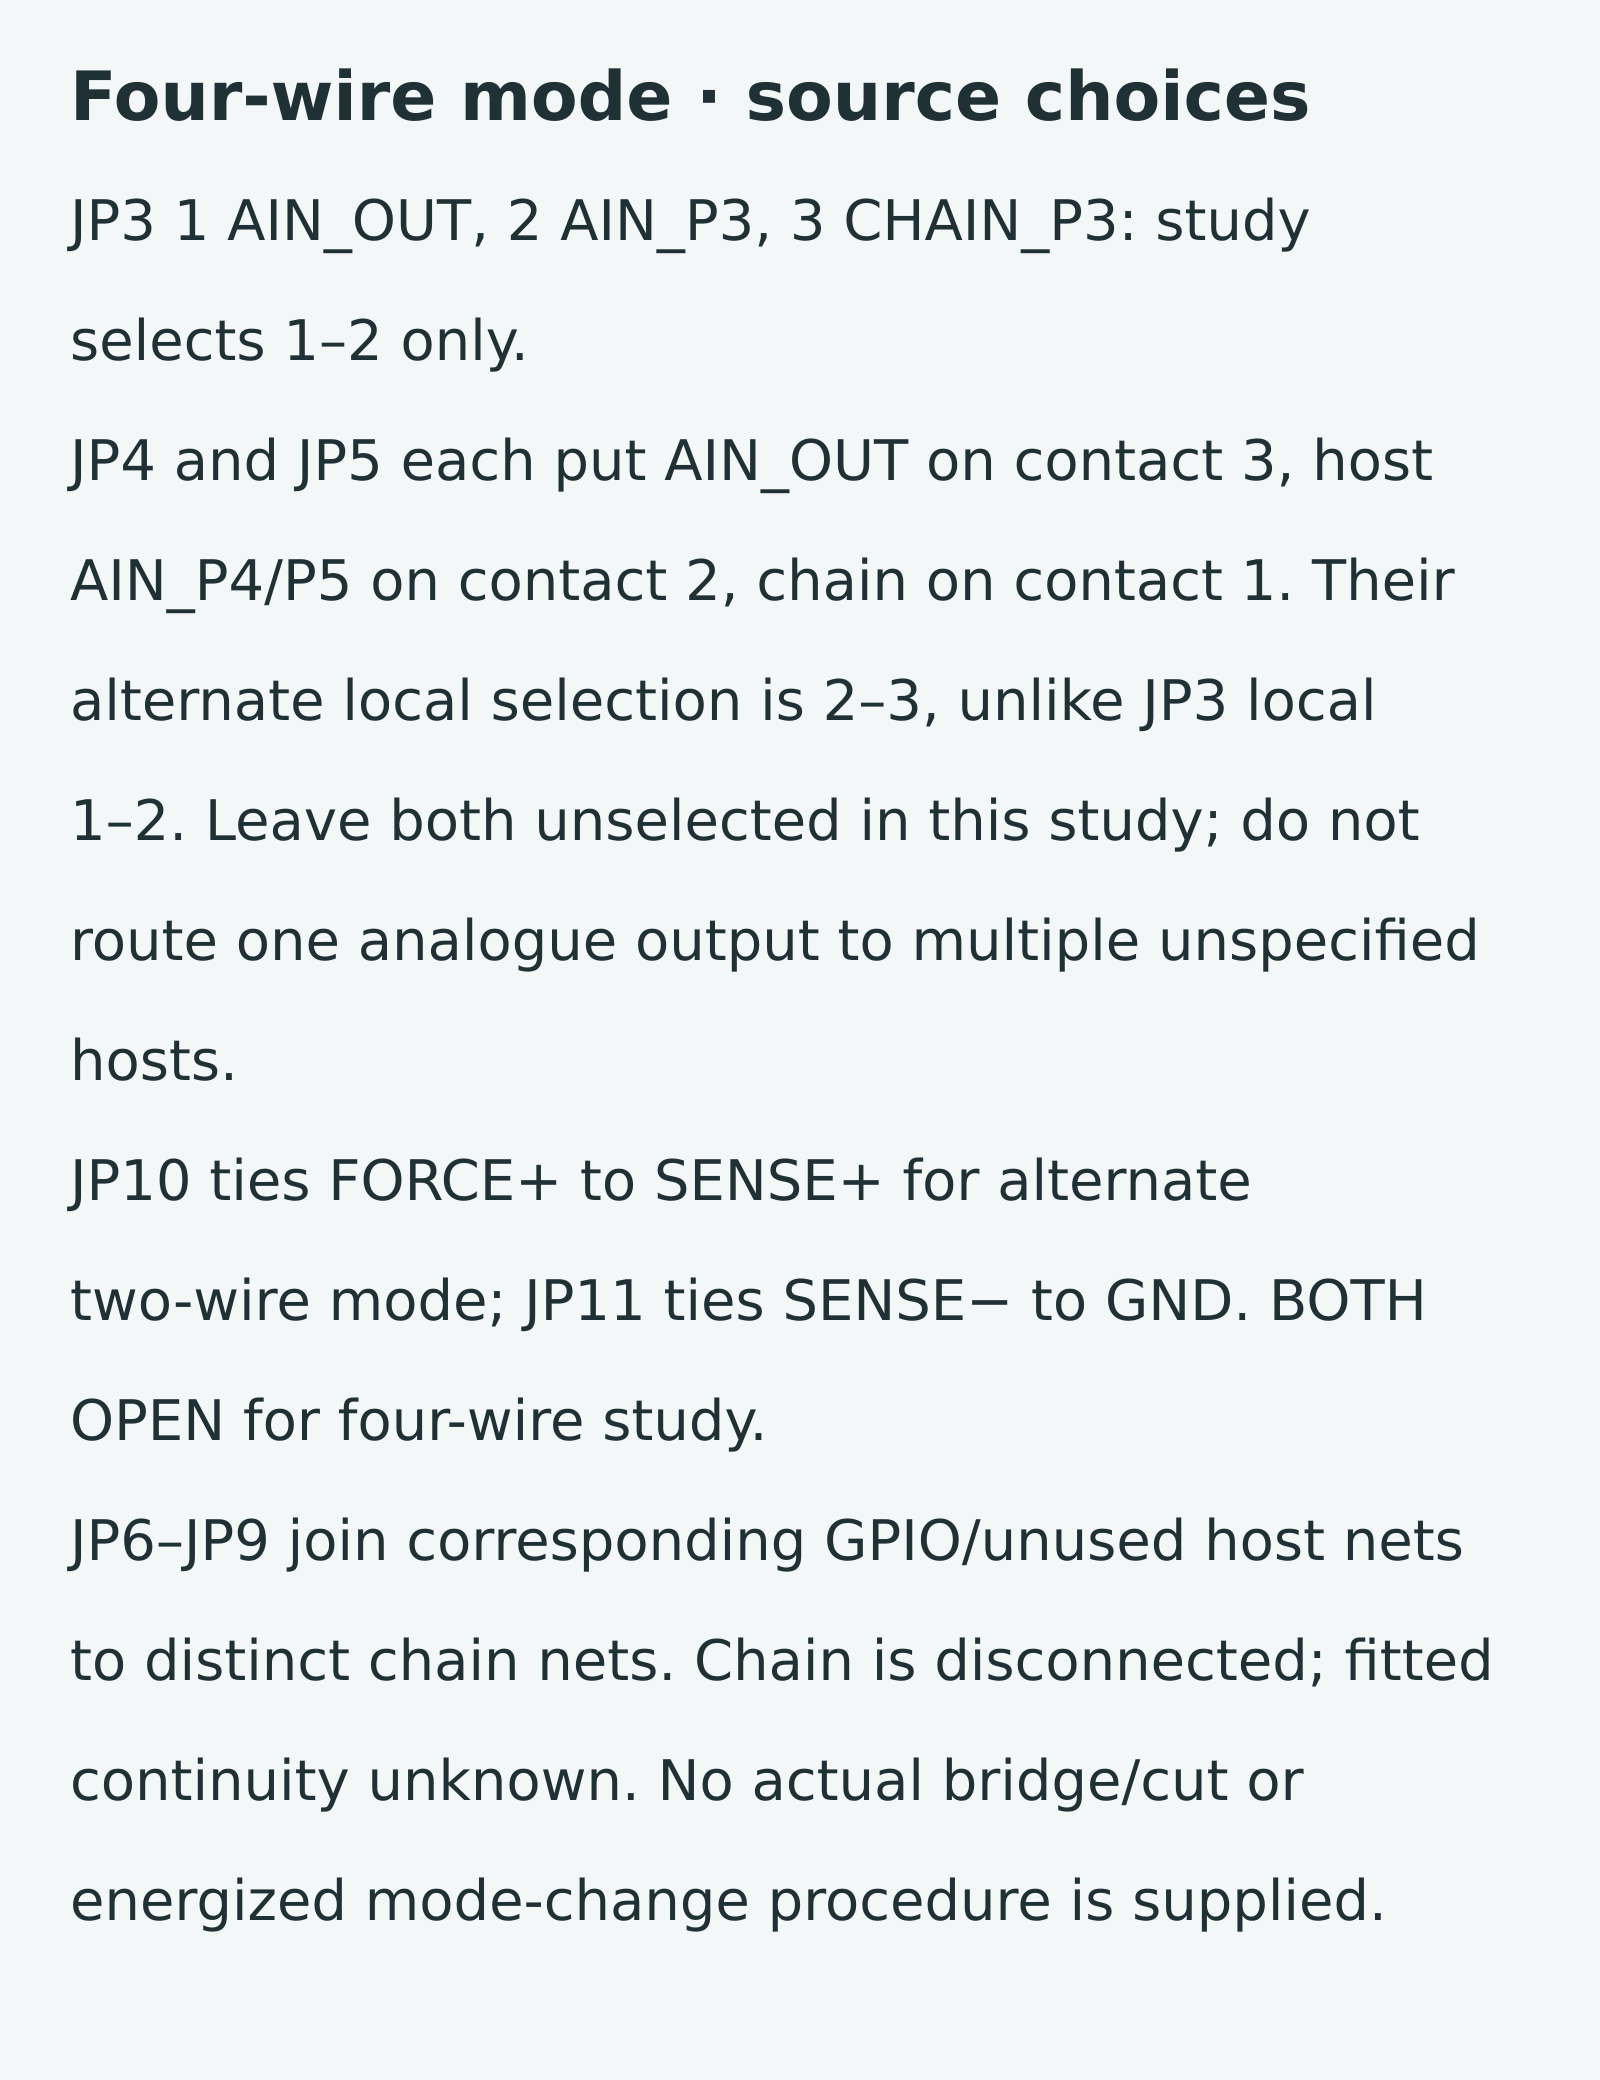 Four-wire mode · source choices
JP3 1 AIN_OUT, 2 AIN_P3, 3 CHAIN_P3: study
selects 1–2 only.
JP4 and JP5 each put AIN_OUT on contact 3, host
AIN_P4/P5 on contact 2, chain on contact 1. Their
alternate local selection is 2–3, unlike JP3 local
1–2. Leave both unselected in this study; do not
route one analogue output to multiple unspecified
hosts.
JP10 ties FORCE+ to SENSE+ for alternate
two-wire mode; JP11 ties SENSE− to GND. BOTH
OPEN for four-wire study.
JP6–JP9 join corresponding GPIO/unused host nets
to distinct chain nets. Chain is disconnected; fitted
continuity unknown. No actual bridge/cut or
energized mode-change procedure is supplied.